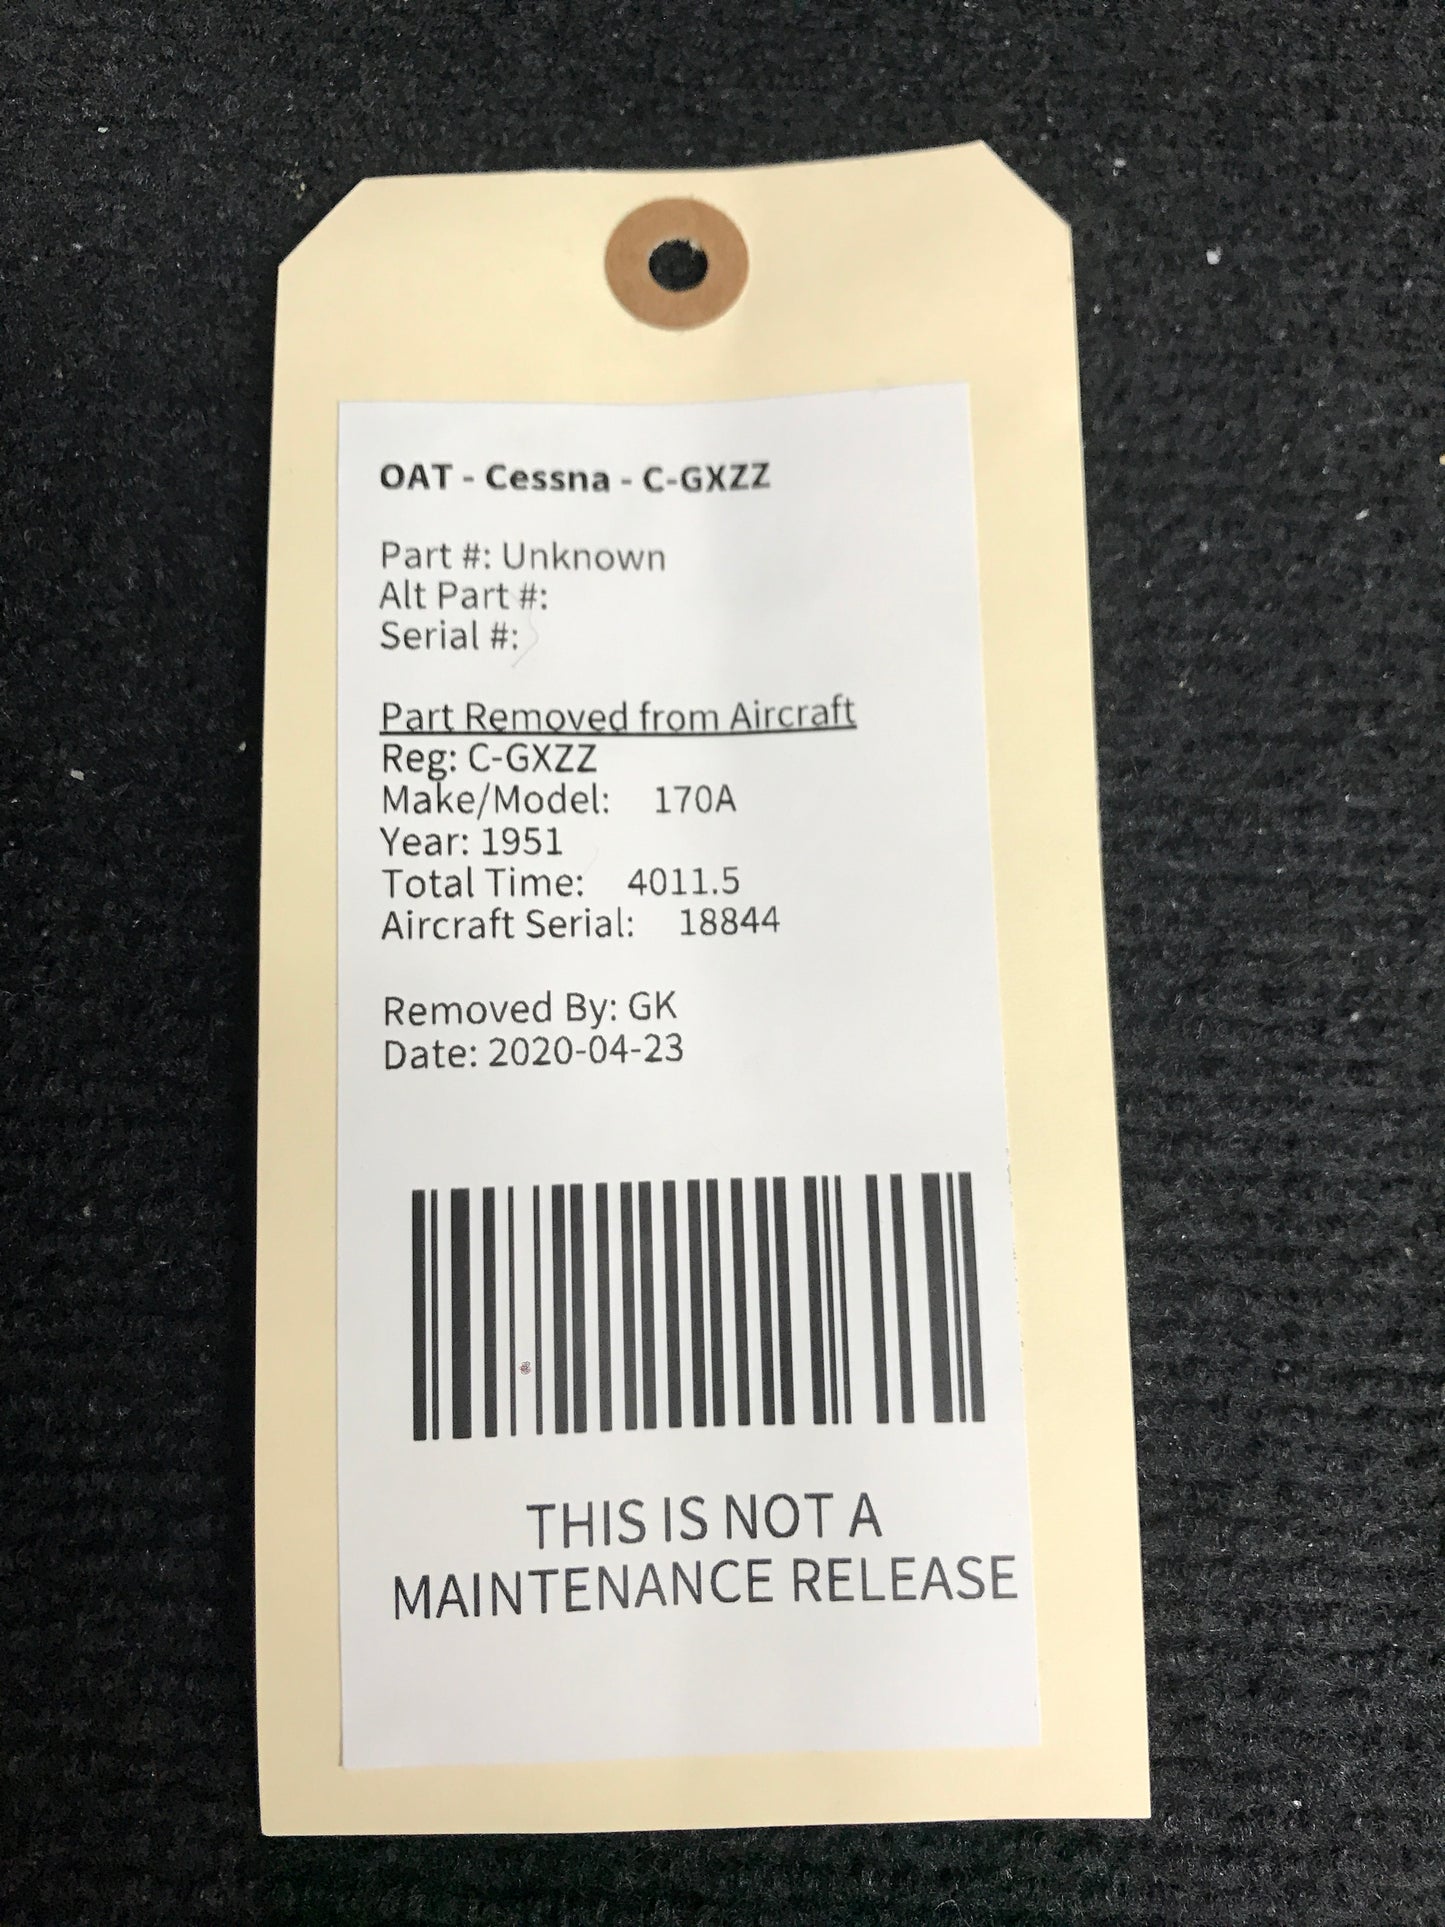 OAT - Cessna - C-GXZZ
Part #: Unknown
Alt Part #:
Serial #:
Part Removed from Aircraft
Reg: C-GXZZ
Make/Model: 170A
Year: 1951
Total Time: 4011.5
Aircraft Serial: 18844
Removed By: GK
Date: 2020-04-23
THIS IS NOT A
MAINTENANCE RELEASE